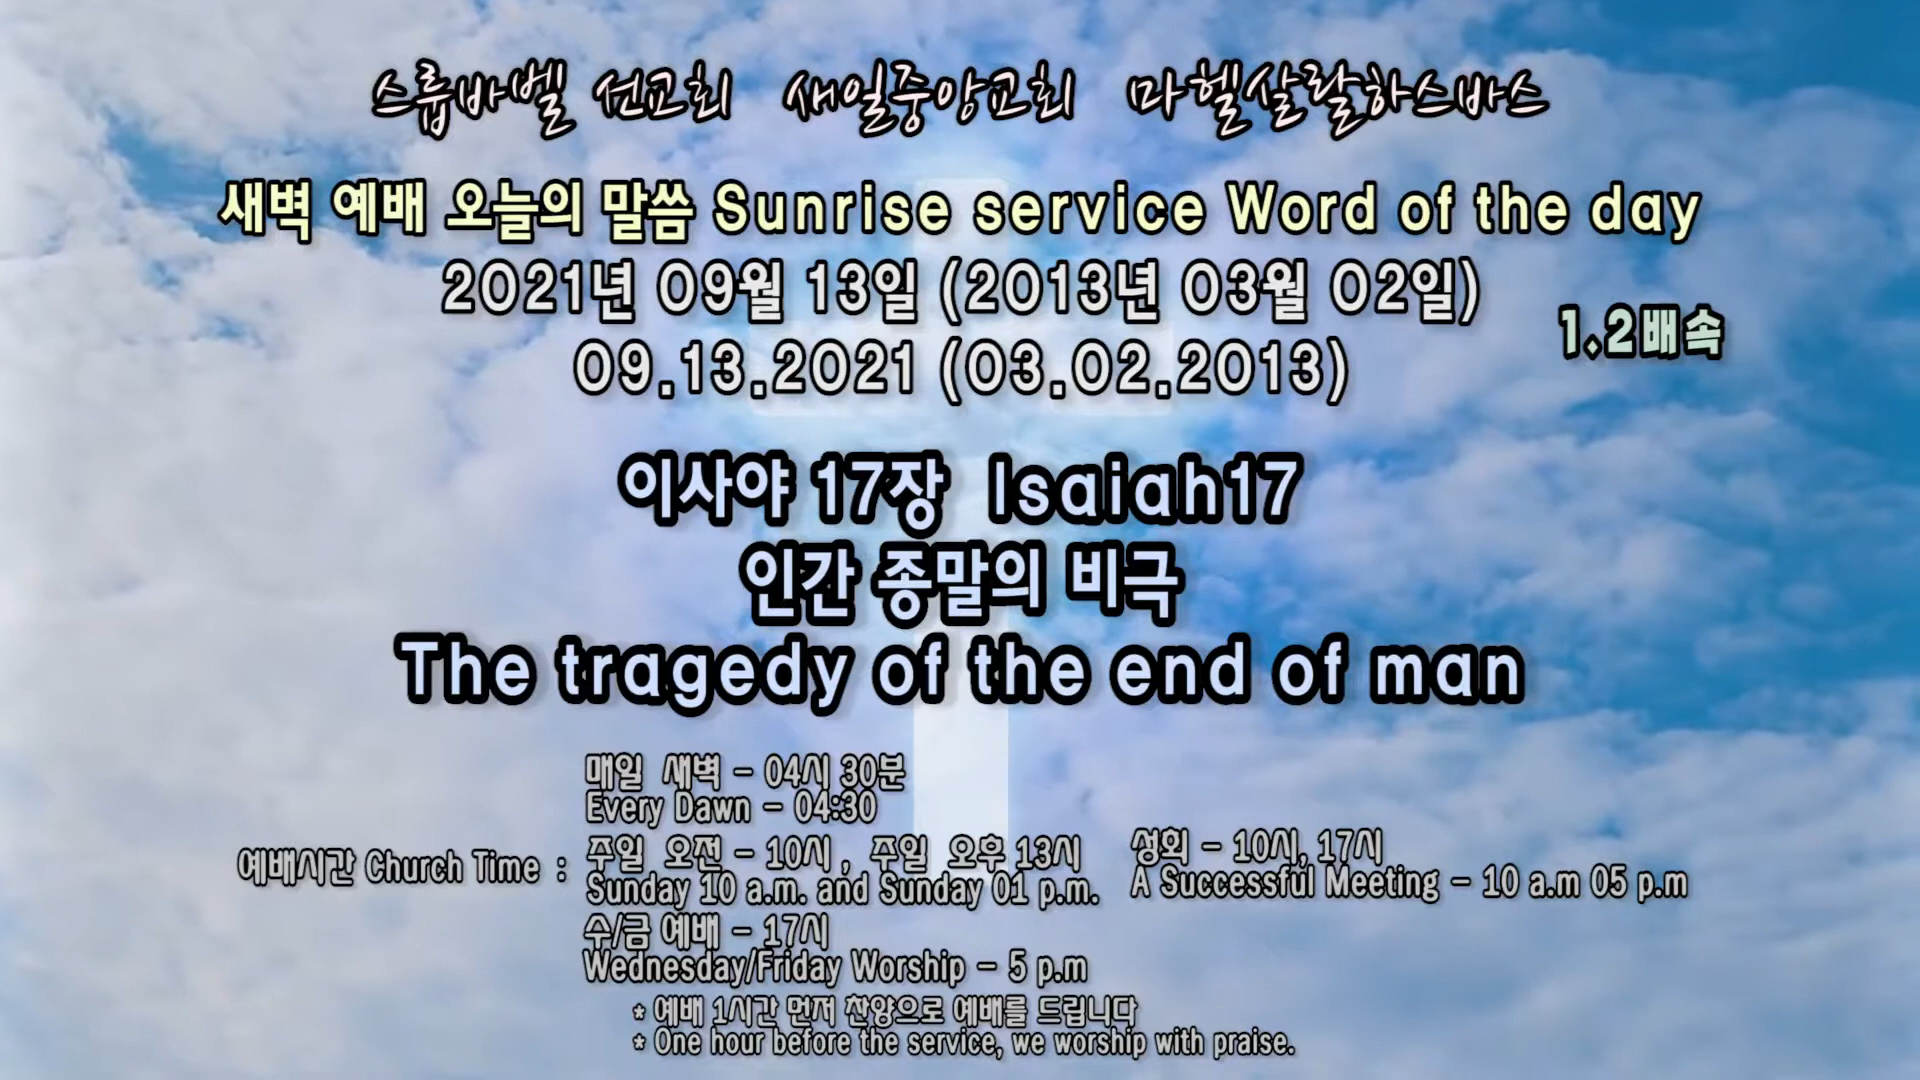 스룹바벨 선교회 새일중앙교회 마헬살랄하스바스
새벽 예배 오늘의 말씀 Sunrise service Word of the day
2021년 09월 13일 (2013년 03월 02일)
1.2배속
09.13.2021 (03.02.2013)
이사야 17장 Isaiah17
인간 종말의 비극
The tragedy of the end of man
매일 새벽 - 04시 30분
Every Dawn - 04:30
예배시간 Church Time :
주일 오전 - 10시 , 주일 오후 13시
Sunday 10 a.m. and Sunday 01 p.m.
성회 - 10시, 17시
A Successful Meeting - 10 a.m 05 p.m
수/금 예배 - 17시
Wednesday/Friday Worship - 5 p.m
* 예배 1시간 먼저 찬양으로 예배를 드립니다
* One hour before the service, we worship with praise.